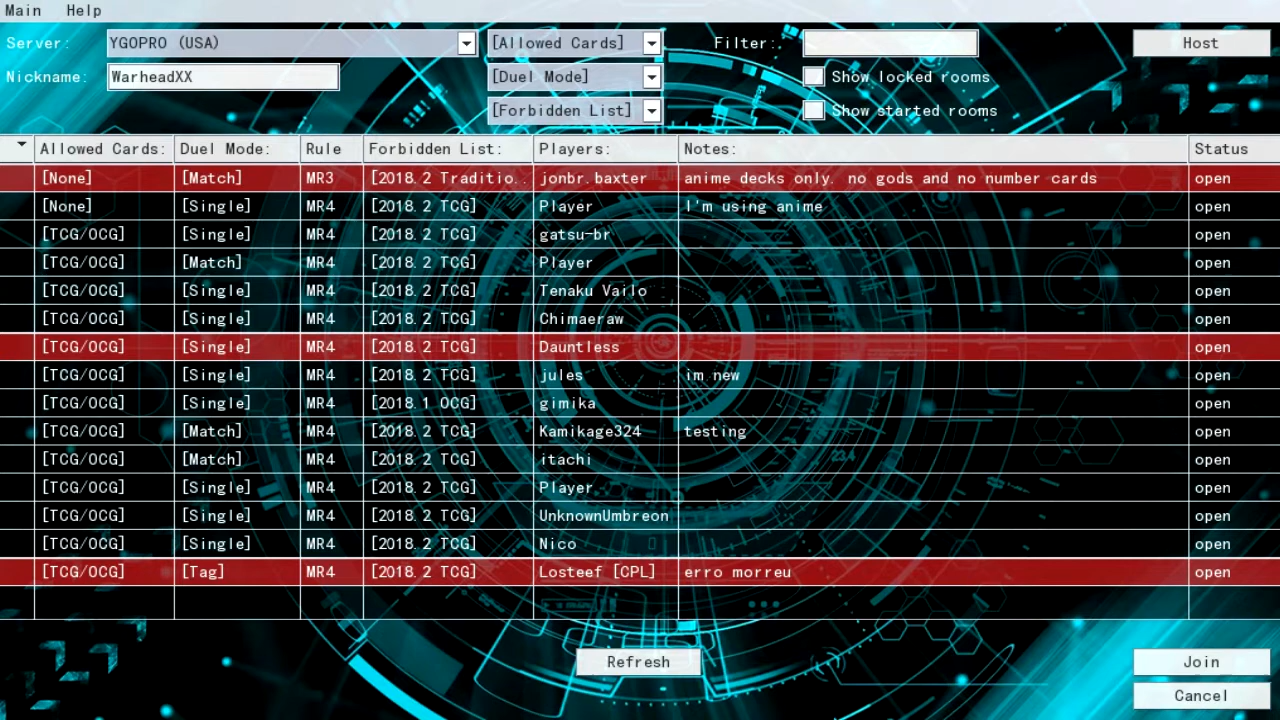 Main Help
Server: YGOPRO (USA) [Allowed Cards] Filter: Host
Nickname: WarheadXX [Duel Mode] Show locked rooms
[Forbidden List] Show started rooms
Allowed Cards: Duel Mode: Rule Forbidden List: Players: Notes: Status
[None] [Match] MR3 [2018.2 Traditio.. jonbr.baxter anime decks only. no gods and no number cards open
[None] [Single] MR4 [2018.2 TCG] Player I'm using anime open
[TCG/OCG] [Single] MR4 [2018.2 TCG] gatsu-br open
[TCG/OCG] [Match] MR4 [2018.2 TCG] Player open
[TCG/OCG] [Single] MR4 [2018.2 TCG] Tenaku Vailo open
[TCG/OCG] [Single] MR4 [2018.2 TCG] Chimaeraw open
[TCG/OCG] [Single] MR4 [2018.2 TCG] Dauntless open
[TCG/OCG] [Single] MR4 [2018.2 TCG] jules im new open
[TCG/OCG] [Single] MR4 [2018.1 OCG] gimika open
[TCG/OCG] [Match] MR4 [2018.2 TCG] Kamikage324 testing open
[TCG/OCG] [Match] MR4 [2018.2 TCG] itachi open
[TCG/OCG] [Single] MR4 [2018.2 TCG] Player open
[TCG/OCG] [Single] MR4 [2018.2 TCG] UnknownUmbreon open
[TCG/OCG] [Single] MR4 [2018.2 TCG] Nico open
[TCG/OCG] [Tag] MR4 [2018.2 TCG] Losteef [CPL] erro morreu open
Refresh Join
Cancel